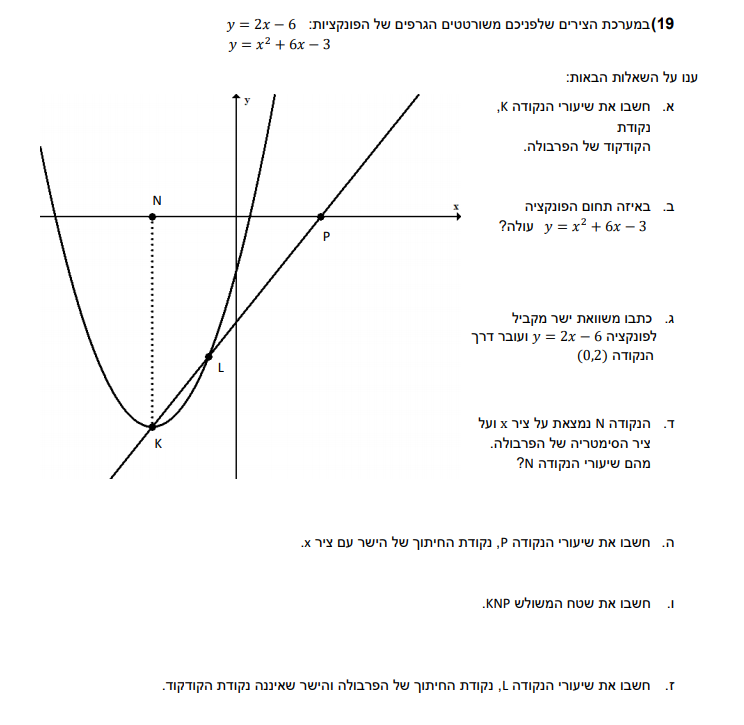 19) במערכת הצירים שלפניכם משורטטים הגרפים של הפונקציות: y = 2x − 6
y = x² + 6x − 3
ענו על השאלות הבאות:
א. חשבו את שיעורי הנקודה K,
נקודת
הקודקוד של הפרבולה.
ב. באיזה תחום הפונקציה
y = x² + 6x − 3 עולה?
ג. כתבו משוואת ישר מקביל
לפונקציה y = 2x − 6 ועובר דרך
הנקודה (0,2)
ד. הנקודה N נמצאת על ציר x ועל
ציר הסימטריה של הפרבולה.
מהם שיעורי הנקודה N?
y
N
x
P
L
K
ה. חשבו את שיעורי הנקודה P, נקודת החיתוך של הישר עם ציר x.
ו. חשבו את שטח המשולש KNP.
ז. חשבו את שיעורי הנקודה L, נקודת החיתוך של הפרבולה והישר שאיננה נקודת הקודקוד.